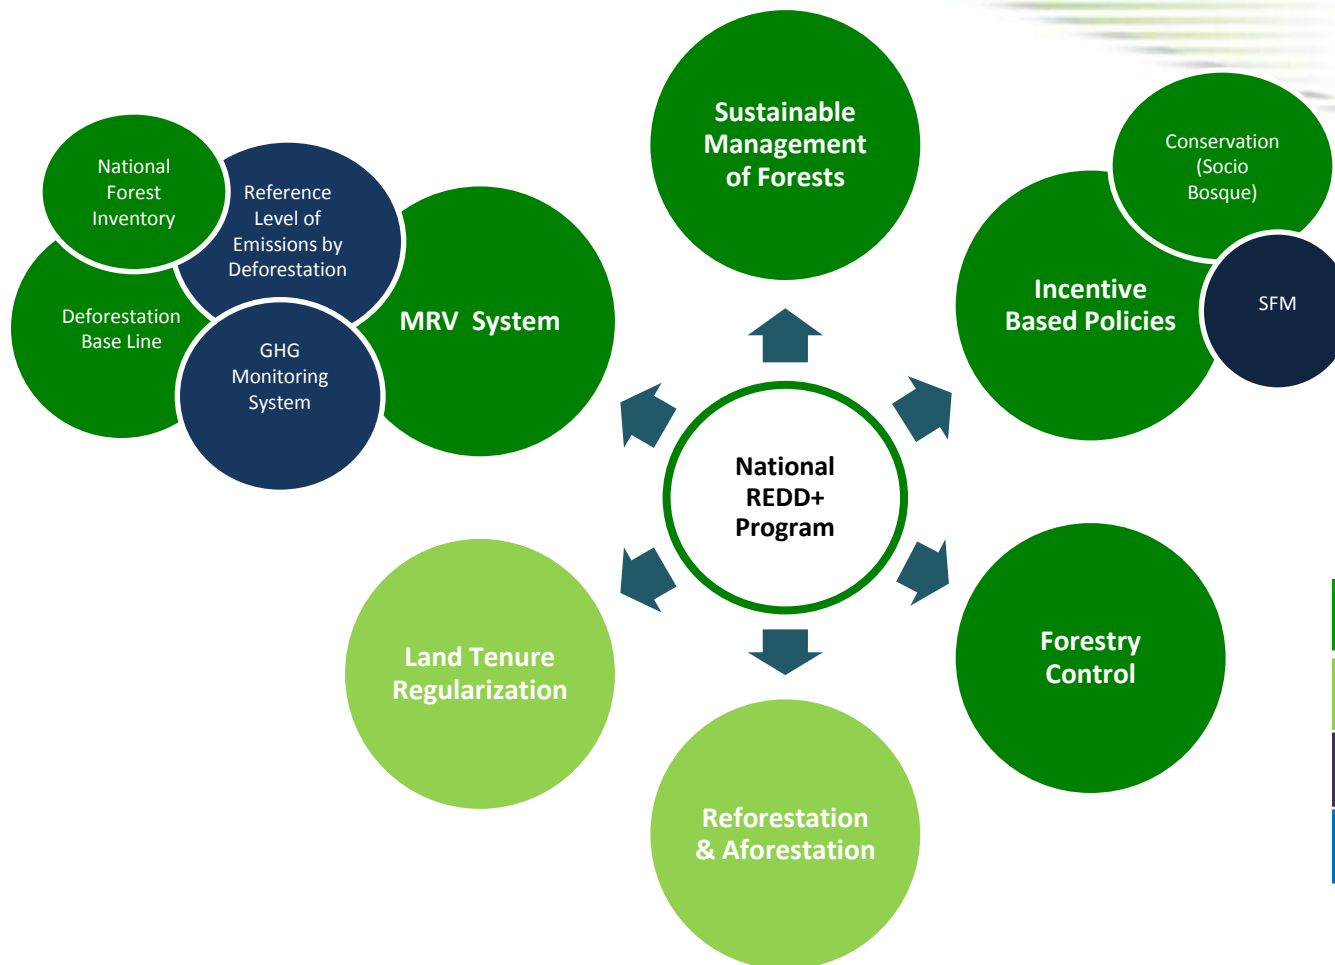 Sustainable
Management
of Forests
Conservation
(Socio
Bosque)
Incentive
Based Policies
SFM
National
Forest
Inventory
Reference
Level of
Emissions by
Deforestation
Deforestation
Base Line
GHG
Monitoring
System
MRV  System
National
REDD+
Program
Land Tenure
Regularization
Forestry
Control
Reforestation
& Aforestation